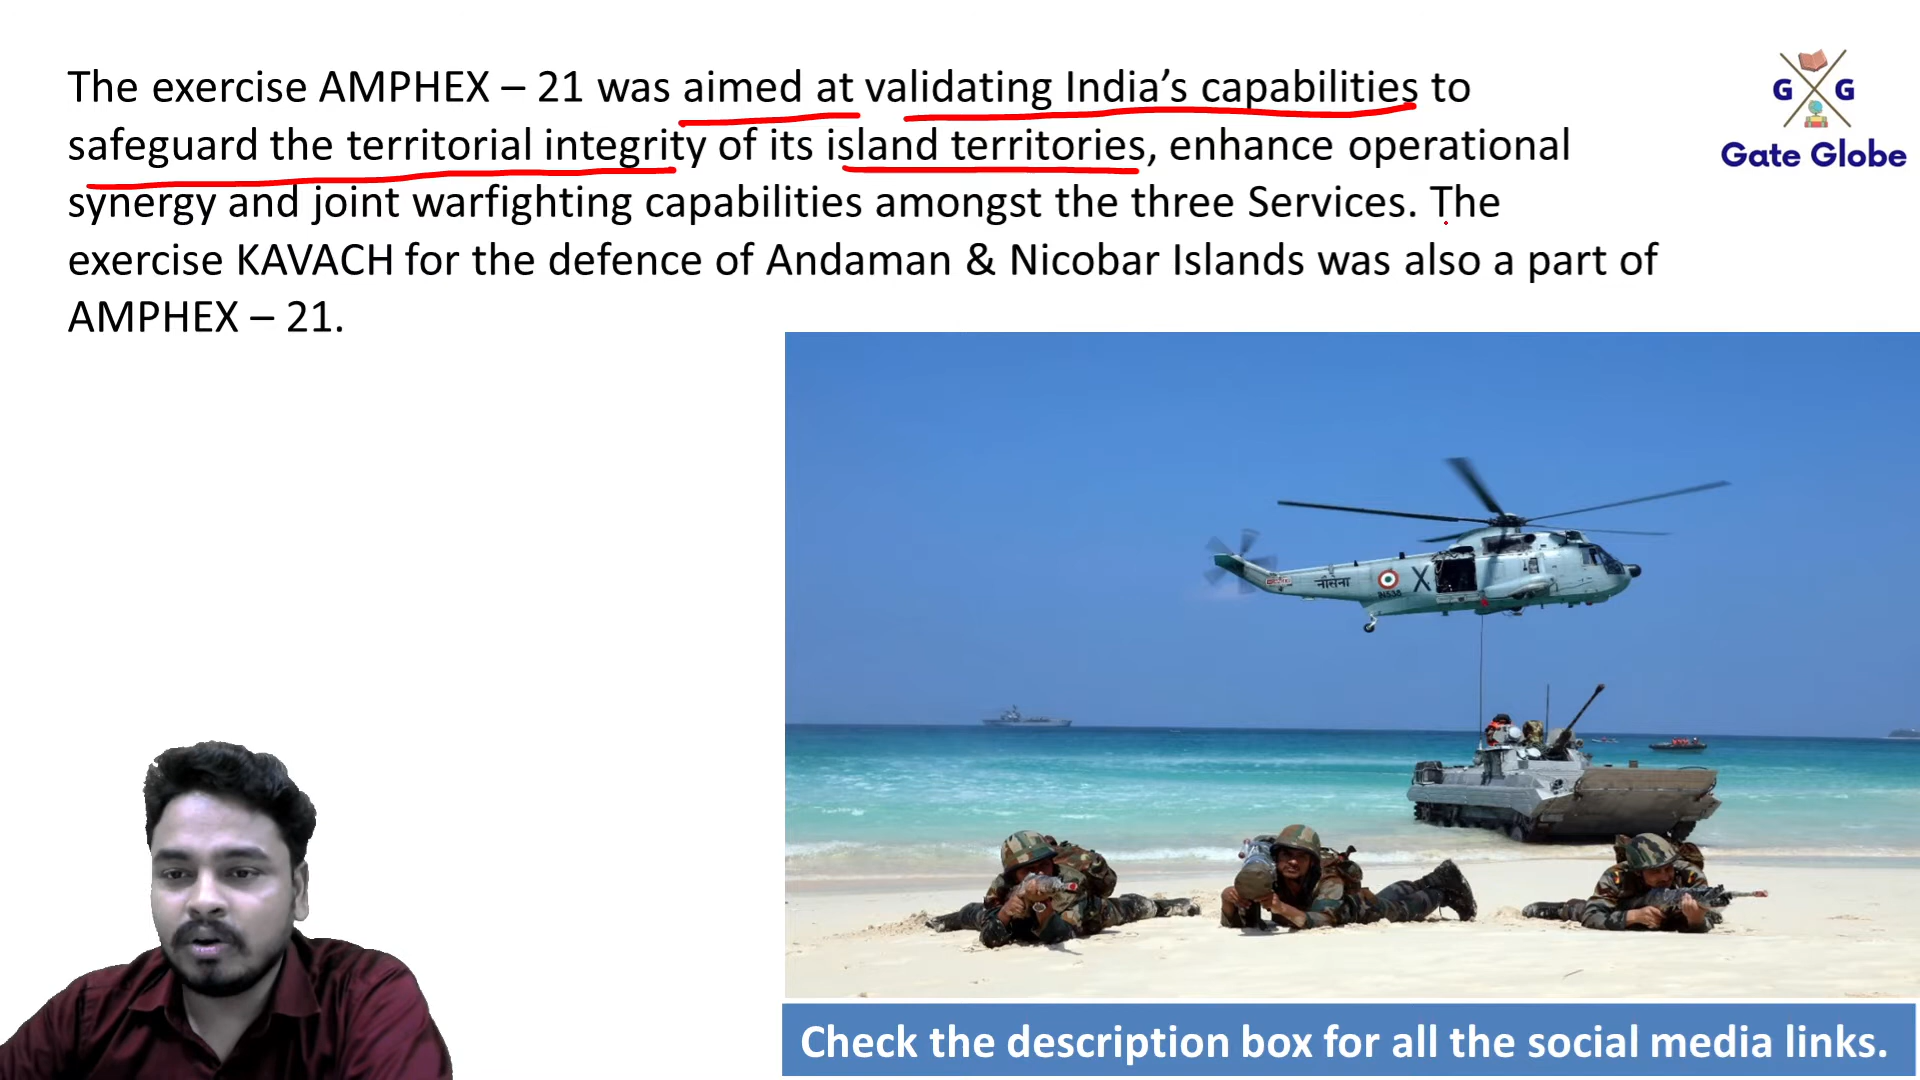 The exercise AMPHEX – 21 was aimed at validating India’s capabilities to
safeguard the territorial integrity of its island territories, enhance operational
synergy and joint warfighting capabilities amongst the three Services. The
exercise KAVACH for the defence of Andaman & Nicobar Islands was also a part of
AMPHEX – 21.
G G
Gate Globe
नौसेना
X
IN535
Check the description box for all the social media links.